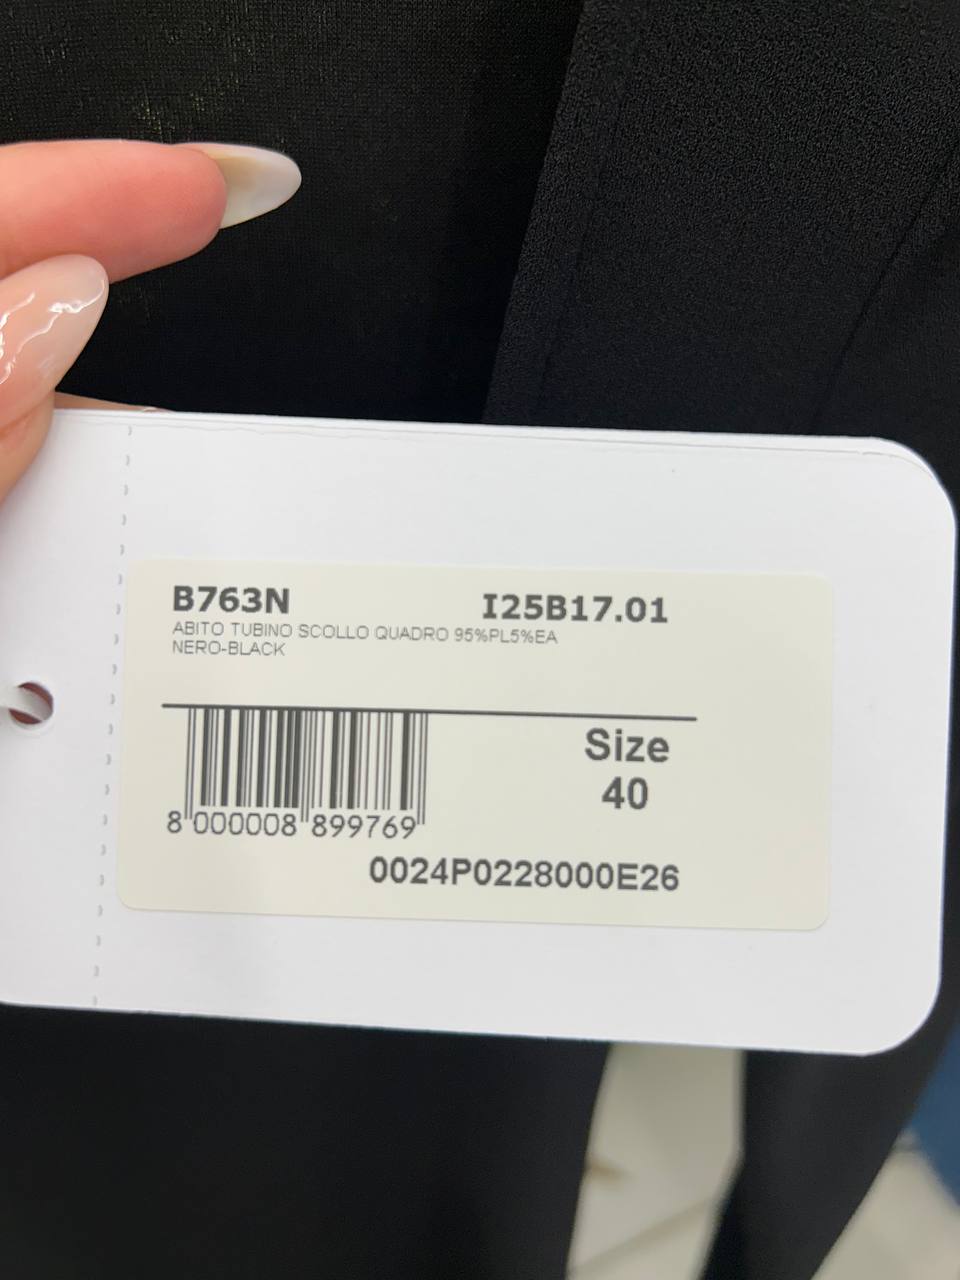 B763N I25B17.01
ABITO TUBINO SCOLLO QUADRO 95%PL5%EA
NERO-BLACK
Size
40
8 000008 899769
0024P0228000E26